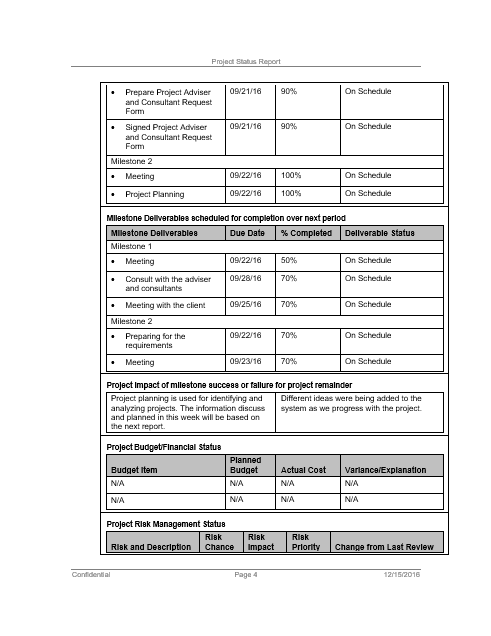 Project Status Report
• Prepare Project Adviser 09/21/16 90% On Schedule
and Consultant Request
Form
• Signed Project Adviser 09/21/16 90% On Schedule
and Consultant Request
Form
Milestone 2
• Meeting 09/22/16 100% On Schedule
• Project Planning 09/22/16 100% On Schedule
Milestone Deliverables scheduled for completion over next period
Milestone Deliverables Due Date % Completed Deliverable Status
Milestone 1
• Meeting 09/22/16 50% On Schedule
• Consult with the adviser 09/28/16 70% On Schedule
and consultants
• Meeting with the client 09/25/16 70% On Schedule
Milestone 2
• Preparing for the 09/22/16 70% On Schedule
requirements
• Meeting 09/23/16 70% On Schedule
Project impact of milestone success or failure for project remainder
Project planning is used for identifying and
analyzing projects. The information discuss
and planned in this week will be based on
the next report.
Different ideas were being added to the
system as we progress with the project.
Project Budget/Financial Status
Budget Item Planned Budget Actual Cost Variance/Explanation
N/A N/A N/A N/A
N/A N/A N/A N/A
Project Risk Management Status
Risk and Description Risk Chance Risk Impact Risk Priority Change from Last Review
Confidential Page 4 12/15/2016